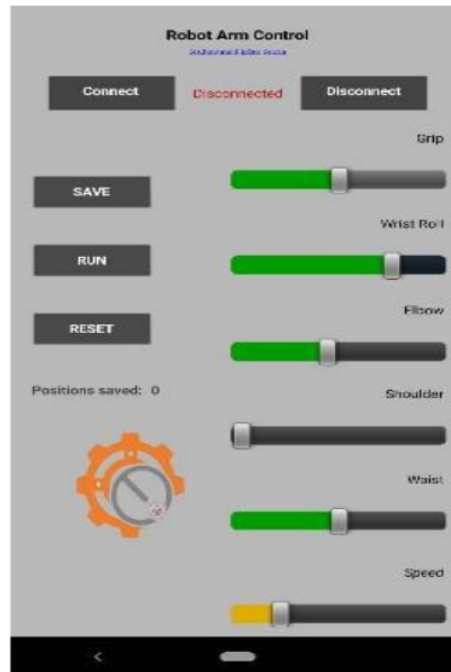 Robot Arm Control
Connect
Disconnected
Disconnect
Grip
SAVE
Wrist Roll
RUN
Elbow
RESET
Positions saved: 0
Shoulder
Waist
Speed